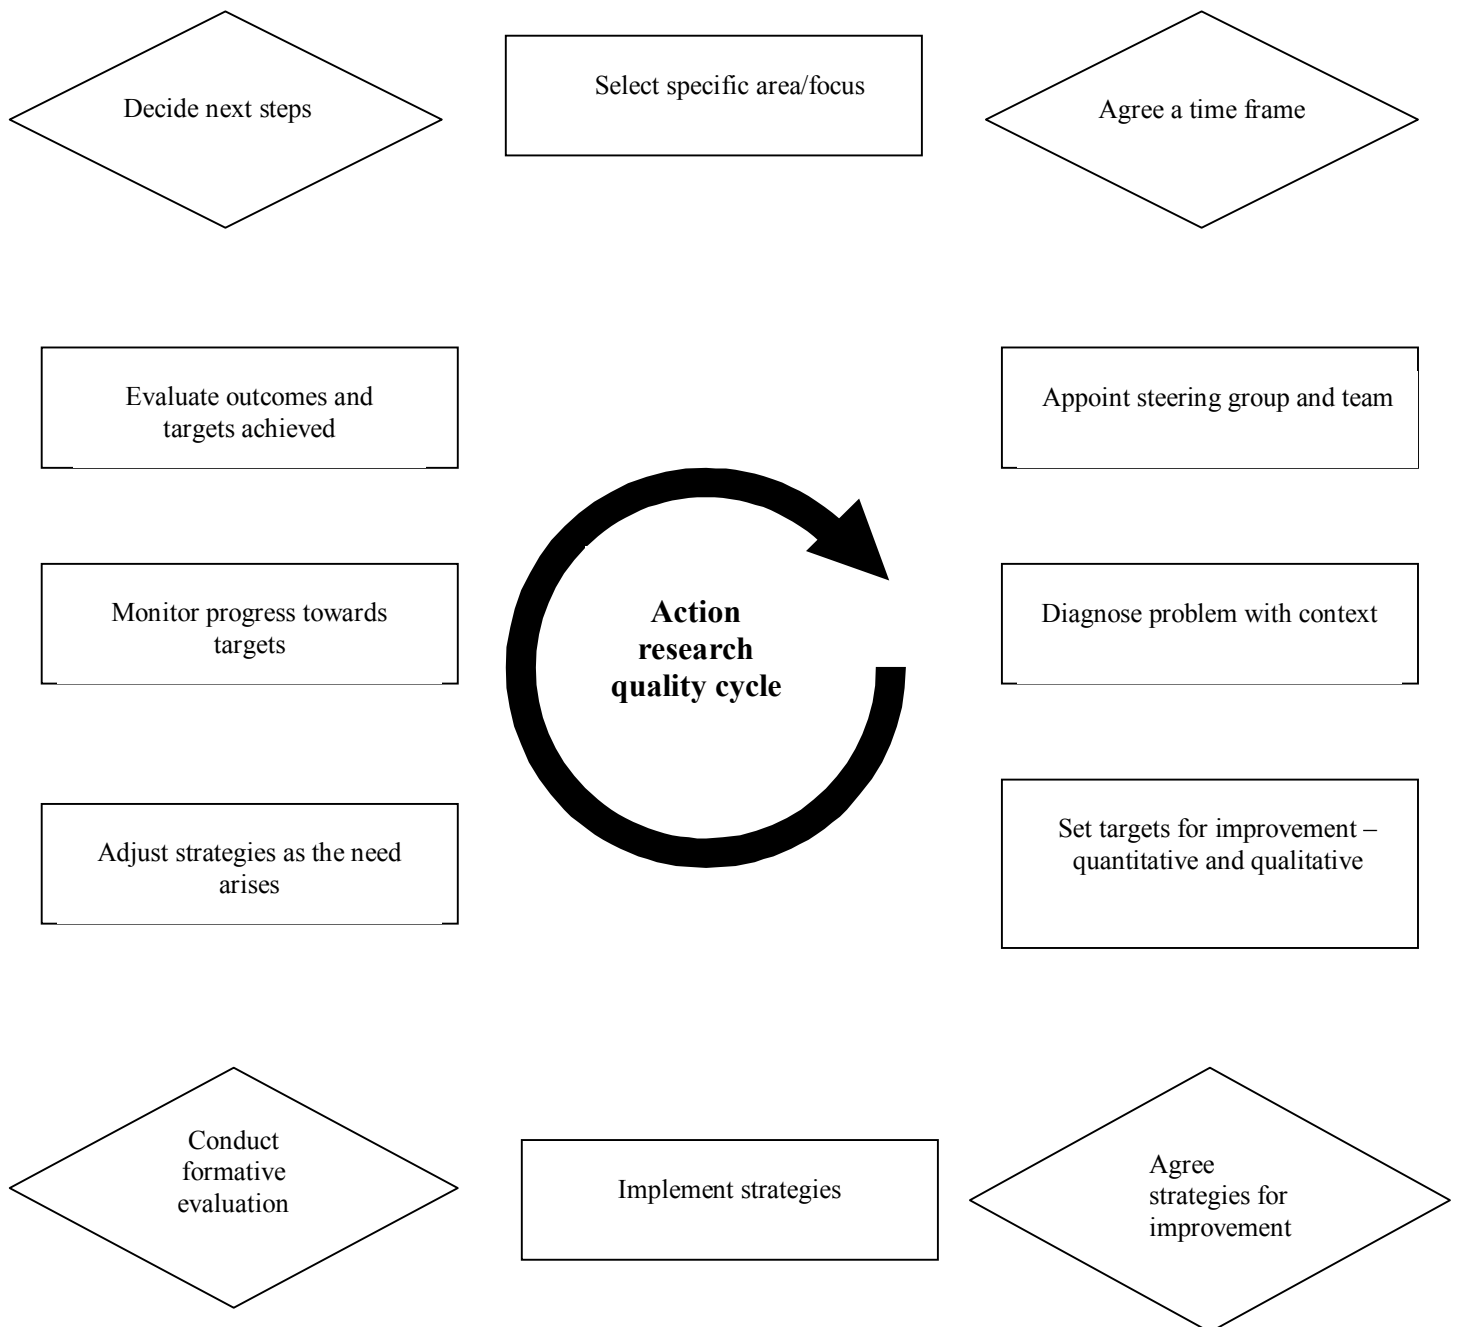 Decide next steps
Select specific area/focus
Agree a time frame
Evaluate outcomes and
targets achieved
Appoint steering group and team
Monitor progress towards
targets
Action
research
quality cycle
Diagnose problem with context
Adjust strategies as the need
arises
Set targets for improvement –
quantitative and qualitative
Conduct
formative
evaluation
Implement strategies
Agree
strategies for
improvement